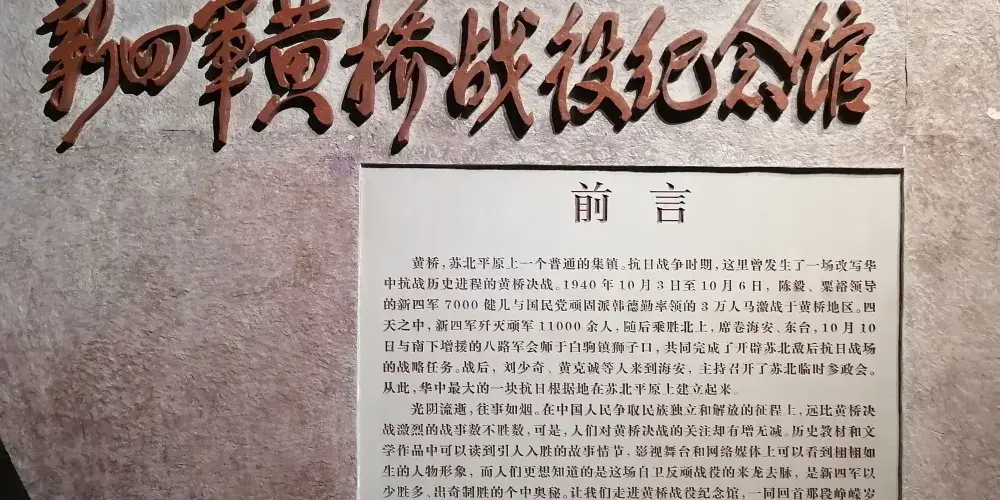 新四軍黄桥战役纪念馆
前言
黄桥,苏北平原上一个普通的集镇。抗日战争时期,这里曾发生了一场改写华
中抗战历史进程的黄桥决战。1940年10月3日至10月6日,陈毅、粟裕领导
的新四军7000健儿与国民党顽固派韩德勤率领的3万人马激战于黄桥地区。四
天之中,新四军歼灭顽军11000余人,随后乘胜北上,席卷海安、东台,10月10
日与南下增援的八路军会师于白驹镇狮子口,共同完成了开辟苏北敌后抗日战场
的战略任务。战后,刘少奇、黄克诚等人来到海安,主持召开了苏北临时参政会。
从此,华中最大的一块抗日根据地在苏北平原上建立起来。
光阴流逝,往事如烟。在中国人民争取民族独立和解放的征程上,远比黄桥决
战激烈的战事数不胜数,可是,人们对黄桥决战的关注却有增无减。历史教材和文
学作品中可以读到引人入胜的故事情节,影视舞台和网络媒体上可以看到栩栩如
生的人物形象,而人们更想知道的是这场自卫反顽战役的来龙去脉,是新四军以
少胜多、出奇制胜的个中奥秘。让我们走进黄桥战役纪念馆,一同回首那段峥嵘岁